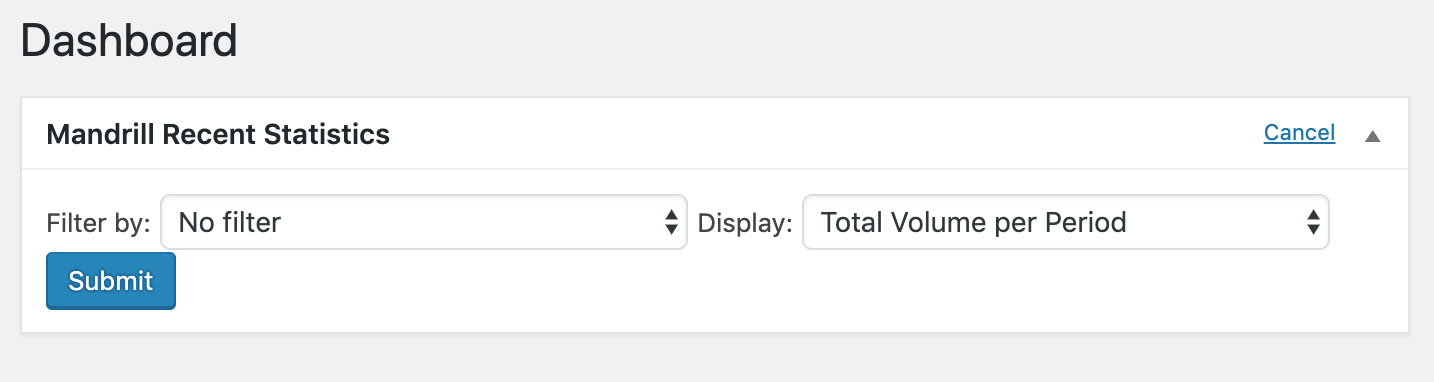 Dashboard
Mandrill Recent Statistics Cancel
Filter by: No filter Display: Total Volume per Period
Submit